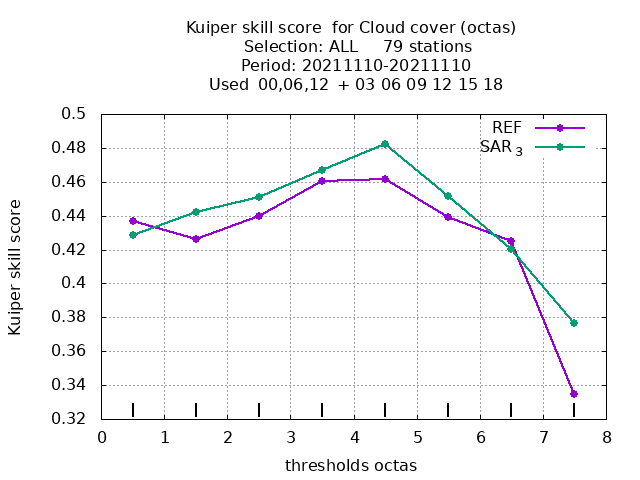 Kuiper skill score  for Cloud cover (octas)
Selection: ALL     79 stations
Period: 20211110-20211110
Used  00,06,12  + 03 06 09 12 15 18
REF
SAR 3
Kuiper skill score
0.5
0.48
0.46
0.44
0.42
0.4
0.38
0.36
0.34
0.32
0 1 2 3 4 5 6 7 8
thresholds octas